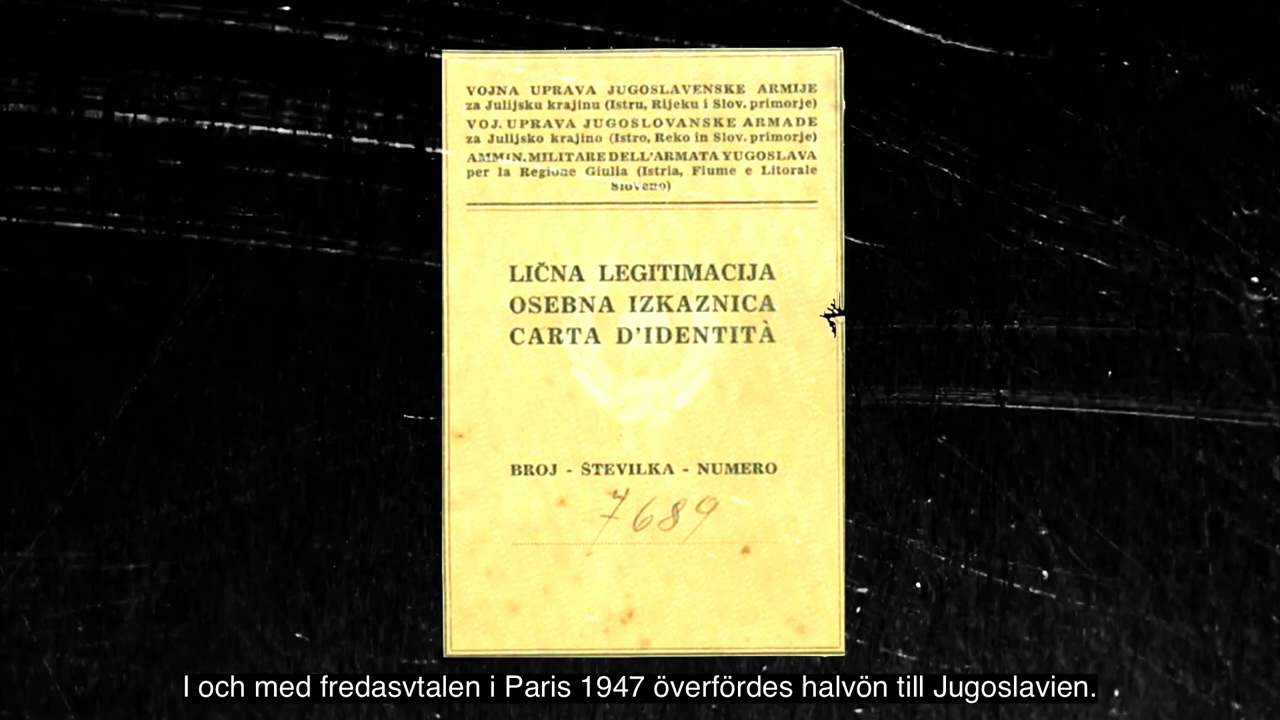 VOJNA UPRAVA JUGOSLAVENSKE ARMIJE
za Julijsku krajinu (Istru, Rijeku i Slov. primorje)
VOJ. UPRAVA JUGOSLOVANSKE ARMADE
za Julijsko krajino (Istro, Reko in Slov. primorje)
AMMIN. MILITARE DELL'ARMATA YUGOSLAVA
per la Regione Giulia (Istria, Fiume e Litorale
Sloveno)
LIČNA LEGITIMACIJA
OSEBNA IZKAZNICA
CARTA D'IDENTITÀ
BROJ - ŠTEVILKA - NUMERO
7689
I och med fredasvtalen i Paris 1947 överfördes halvön till Jugoslavien.